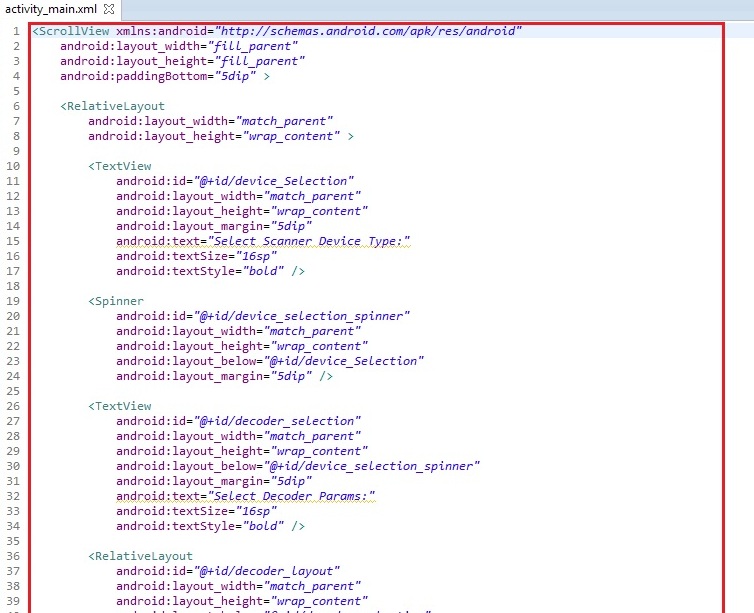 activity_main.xml
1 <ScrollView xmlns:android="http://schemas.android.com/apk/res/android"
2 android:layout_width="fill_parent"
3 android:layout_height="fill_parent"
4 android:paddingBottom="5dip" >
5
6 <RelativeLayout
7 android:layout_width="match_parent"
8 android:layout_height="wrap_content" >
9
10 <TextView
11 android:id="@+id/device_Selection"
12 android:layout_width="match_parent"
13 android:layout_height="wrap_content"
14 android:layout_margin="5dip"
15 android:text="Select Scanner Device Type:"
16 android:textSize="16sp"
17 android:textStyle="bold" />
18
19 <Spinner
20 android:id="@+id/device_selection_spinner"
21 android:layout_width="match_parent"
22 android:layout_height="wrap_content"
23 android:layout_below="@+id/device_Selection"
24 android:layout_margin="5dip" />
25
26 <TextView
27 android:id="@+id/decoder_selection"
28 android:layout_width="match_parent"
29 android:layout_height="wrap_content"
30 android:layout_below="@+id/device_selection_spinner"
31 android:layout_margin="5dip"
32 android:text="Select Decoder Params:"
33 android:textSize="16sp"
34 android:textStyle="bold" />
35
36 <RelativeLayout
37 android:id="@+id/decoder_layout"
38 android:layout_width="match_parent"
39 android:layout_height="wrap_content"